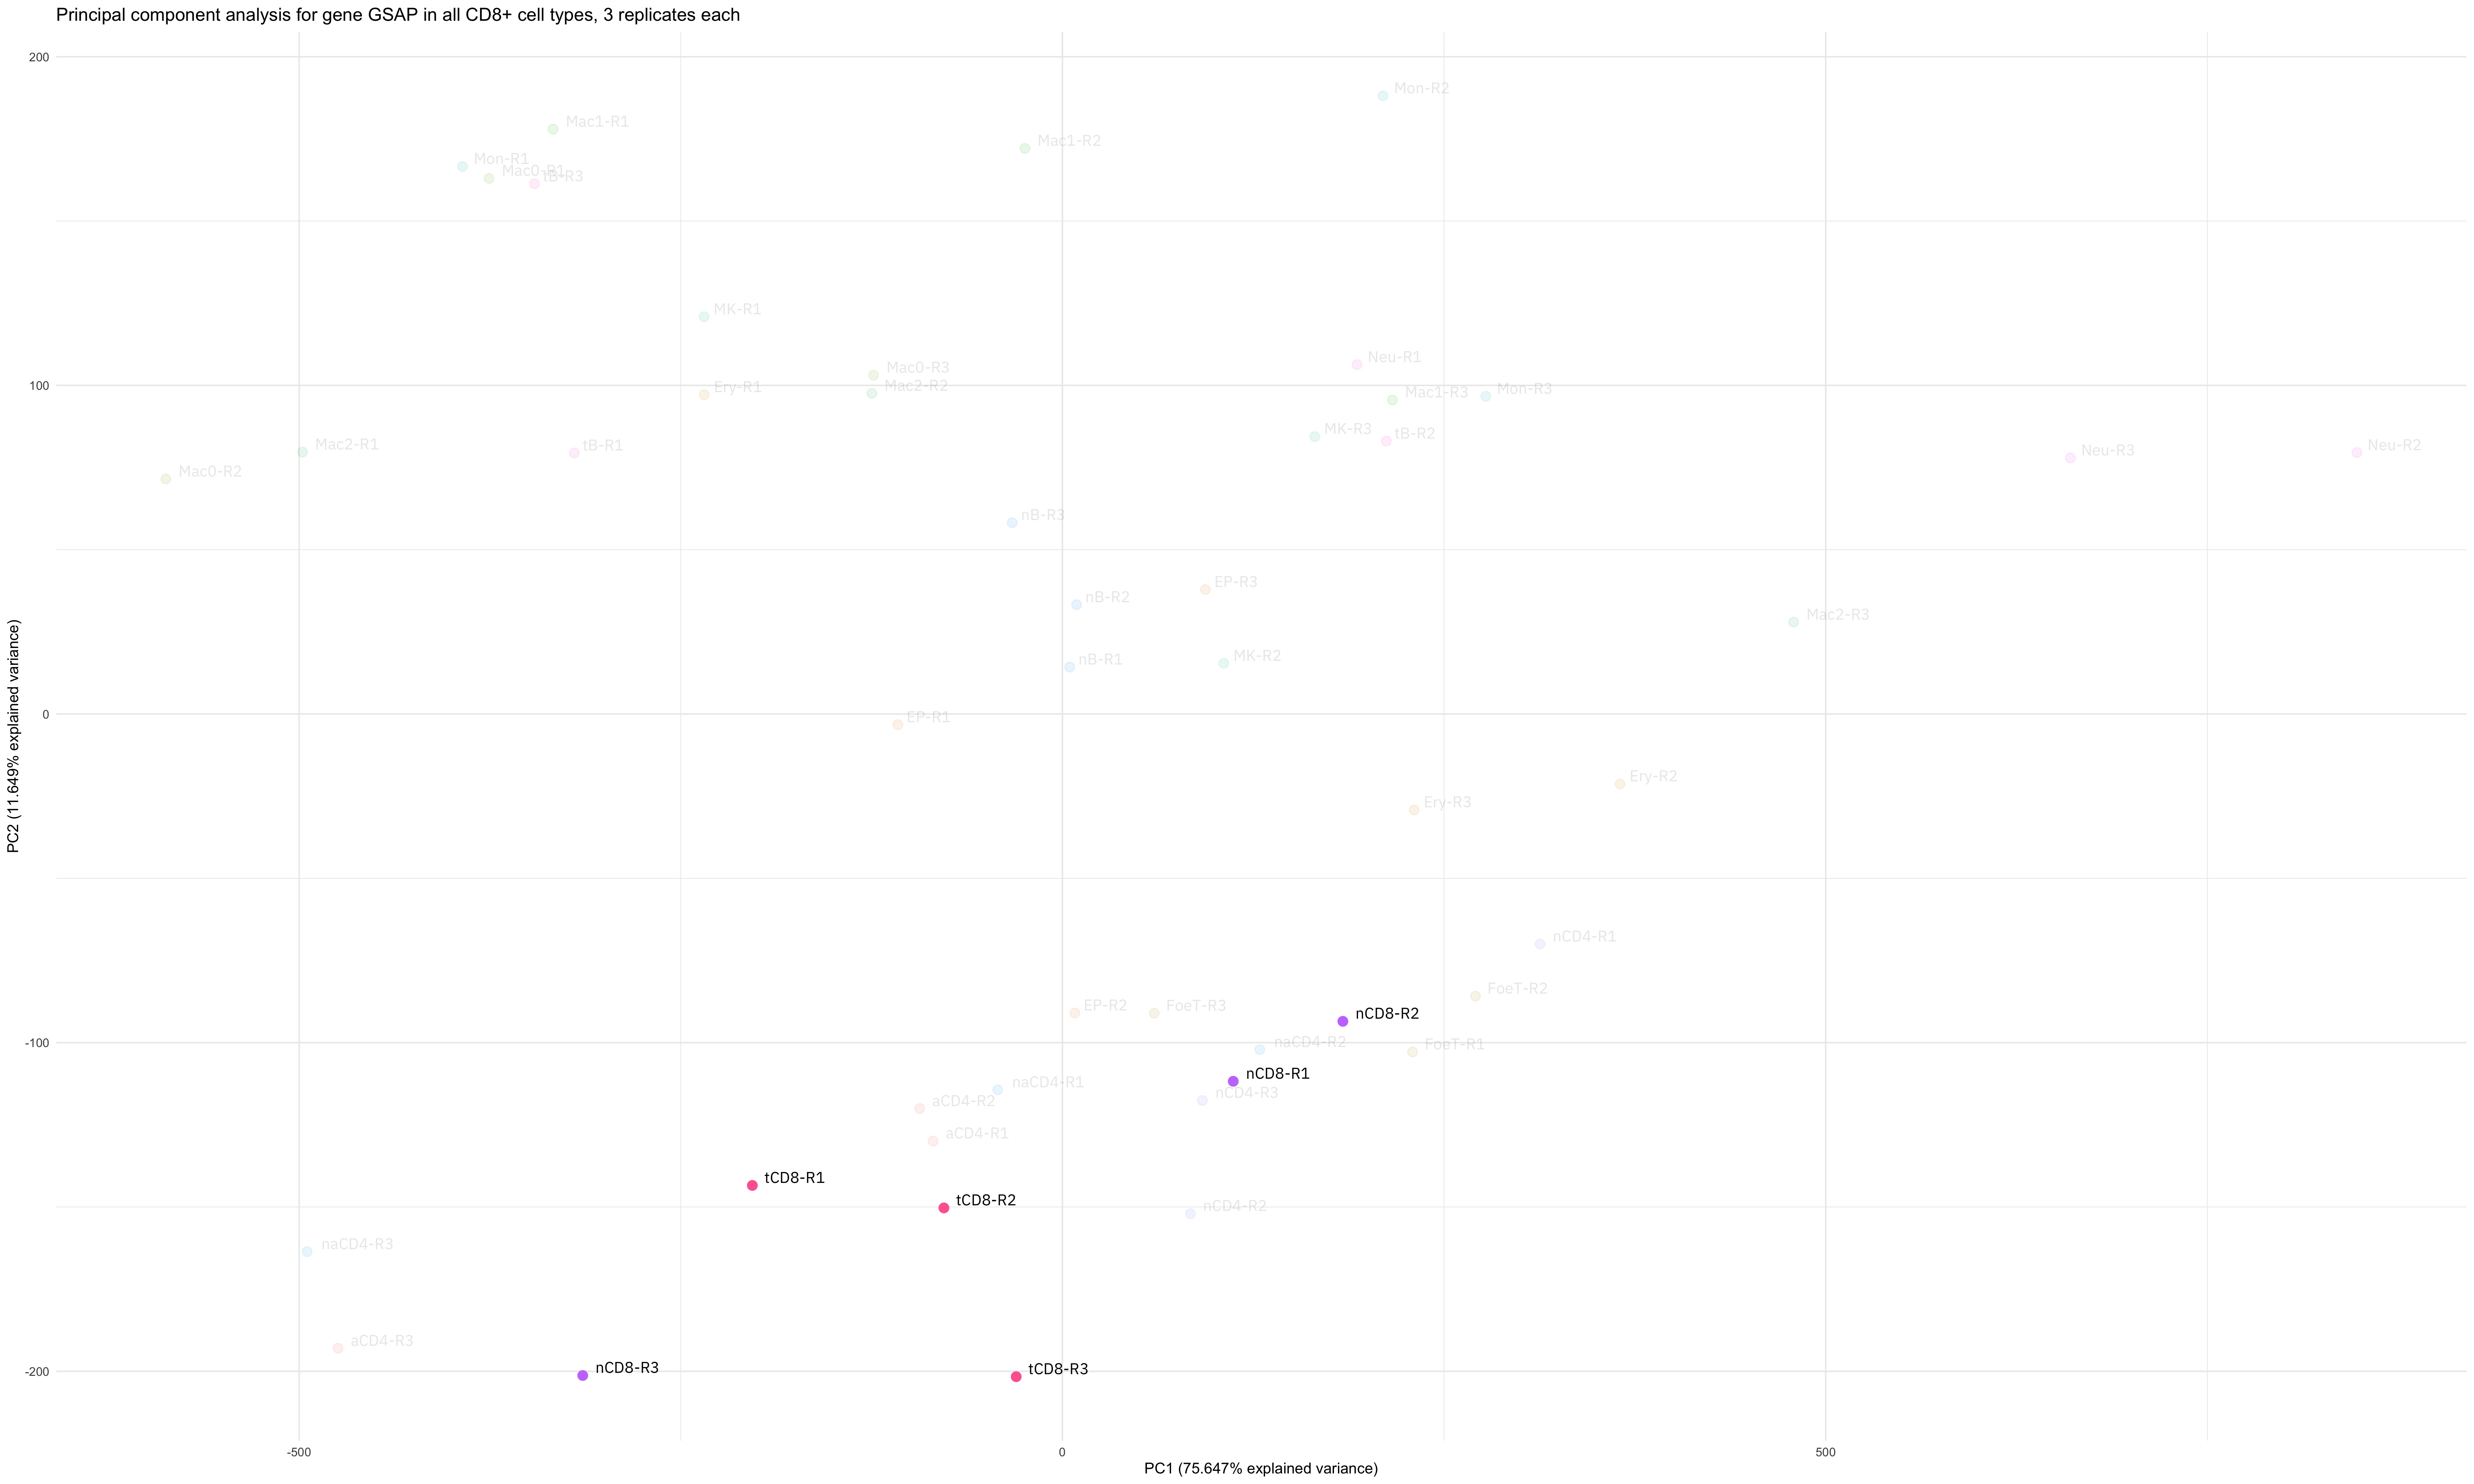 Principal component analysis for gene GSAP in all CD8+ cell types, 3 replicates each
200
Mon-R2
Mac1-R1
Mac1-R2
Mon-R1
Mac0-R1
tB-R3
MK-R1
Mac0-R3
Neu-R1
100
Ery-R1
Mac2-R2
Mac1-R3
Mon-R3
MK-R3
tB-R2
Mac2-R1
tB-R1
Neu-R3
Neu-R2
Mac0-R2
nB-R3
EP-R3
nB-R2
Mac2-R3
nB-R1
MK-R2
0
EP-R1
Ery-R2
Ery-R3
PC2 (11.649% explained variance)
nCD4-R1
FoeT-R2
EP-R2
FoeT-R3
nCD8-R2
-100
naCD4-R2
FoeT-R1
nCD8-R1
naCD4-R1
nCD4-R3
aCD4-R2
aCD4-R1
tCD8-R1
tCD8-R2
nCD4-R2
naCD4-R3
aCD4-R3
-200
nCD8-R3
tCD8-R3
-500
0
500
PC1 (75.647% explained variance)